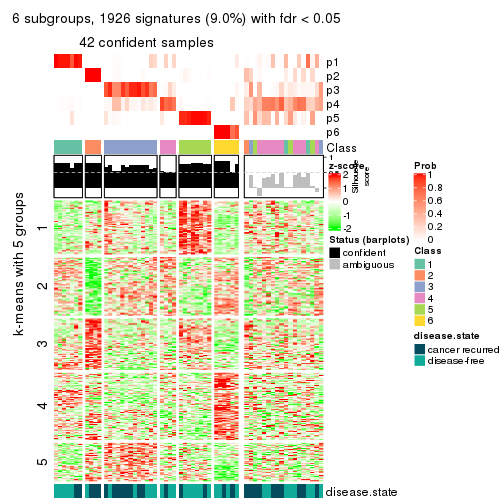 6 subgroups, 1926 signatures (9.0%) with fdr < 0.05
42 confident samples
p1
p2
p3
p4
p5
p6
Class
1
Silhouette
score
z-score
2
1
0
-1
-2
Status (barplots)
confident
ambiguous
Prob
1
0.8
0.6
0.4
0.2
0
Class
1
2
3
4
5
6
disease.state
cancer recurred
disease-free
k-means with 5 groups
1
2
3
4
5
disease.state